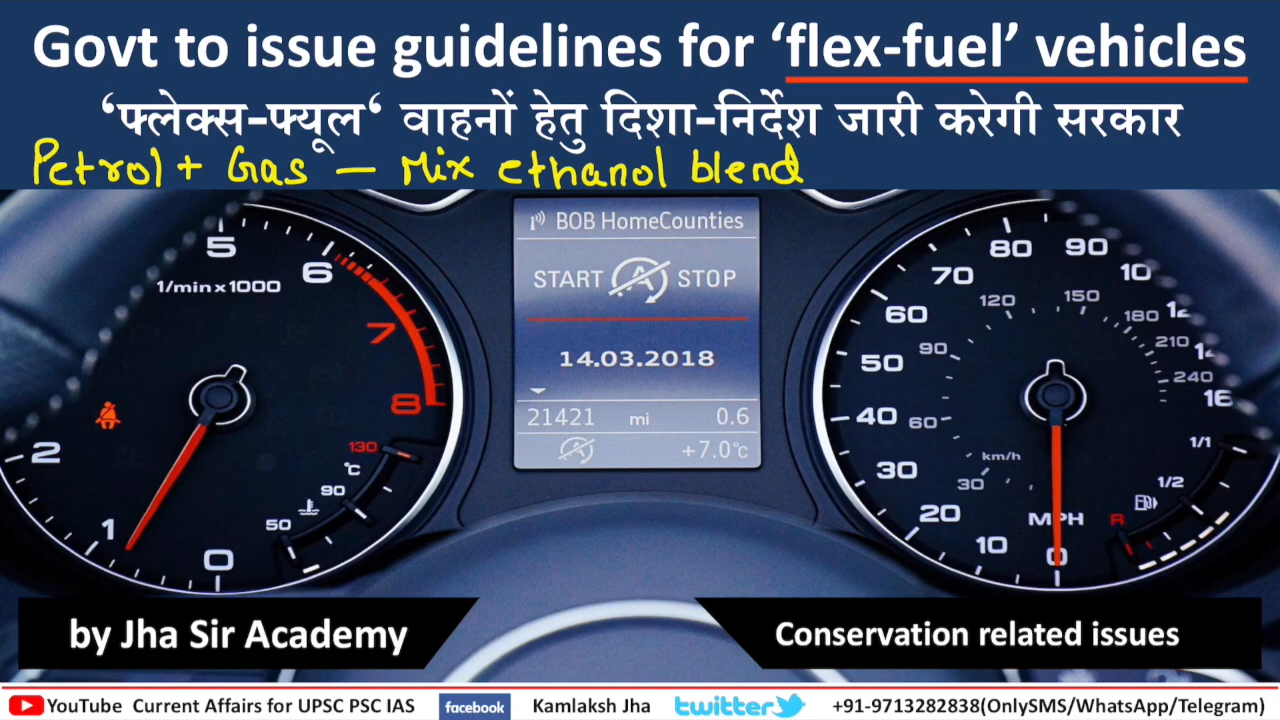 Govt to issue guidelines for ‘flex-fuel’ vehicles
‘फ्लेक्स-फ्यूल‘ वाहनों हेतु दिशा-निर्देश जारी करेगी सरकार
Petrol + Gas — Mix ethanol blend
BOB HomeCounties
START A STOP
14.03.2018
21421 mi 0.6
+7.0°C
5
6
1/min x 1000
7
8
2
1
0
130
°C
90
50
80 90
70 10
60
50
40
30
20
10
0
120 150 180
90 210
60 240
30
km/h
MPH
16
1/1
1/2
R
by Jha Sir Academy
Conservation related issues
YouTube Current Affairs for UPSC PSC IAS facebook Kamlaksh Jha twitter +91-9713282838(OnlySMS/WhatsApp/Telegram)